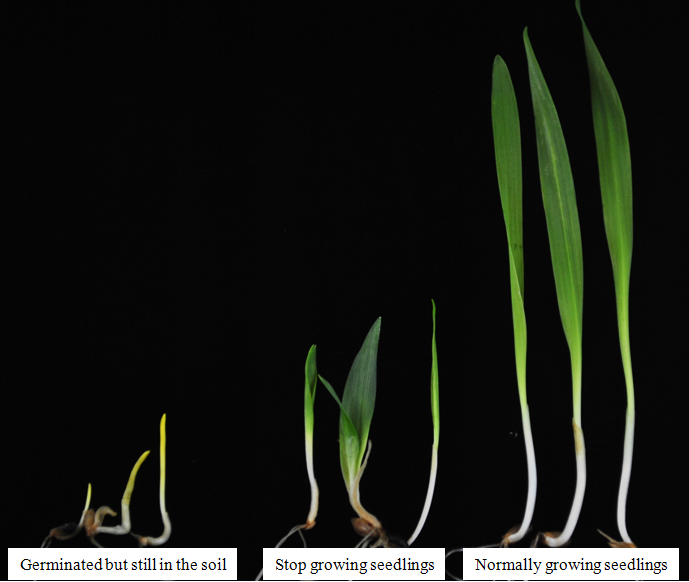 Germinated but still in the soil
Stop growing seedlings
Normally growing seedlings